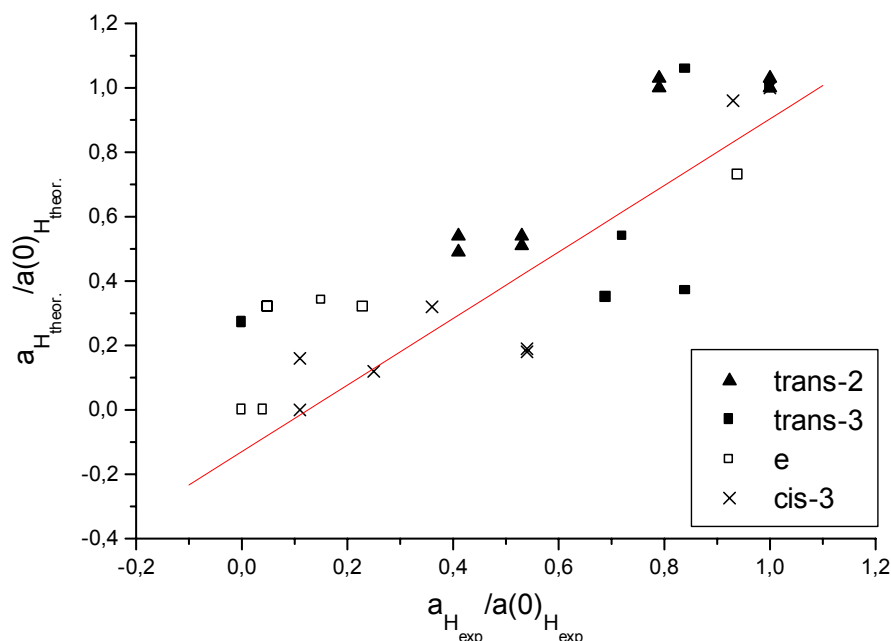 1,2
1,0
0,8
0,6
0,4
0,2
0,0
-0,2
-0,4
-0,2
0,0
0,2
0,4
0,6
0,8
1,0
1,2
a_H_theor. /a(0)_H_theor.
a_H_exp /a(0)_H_exp
trans-2
trans-3
e
cis-3